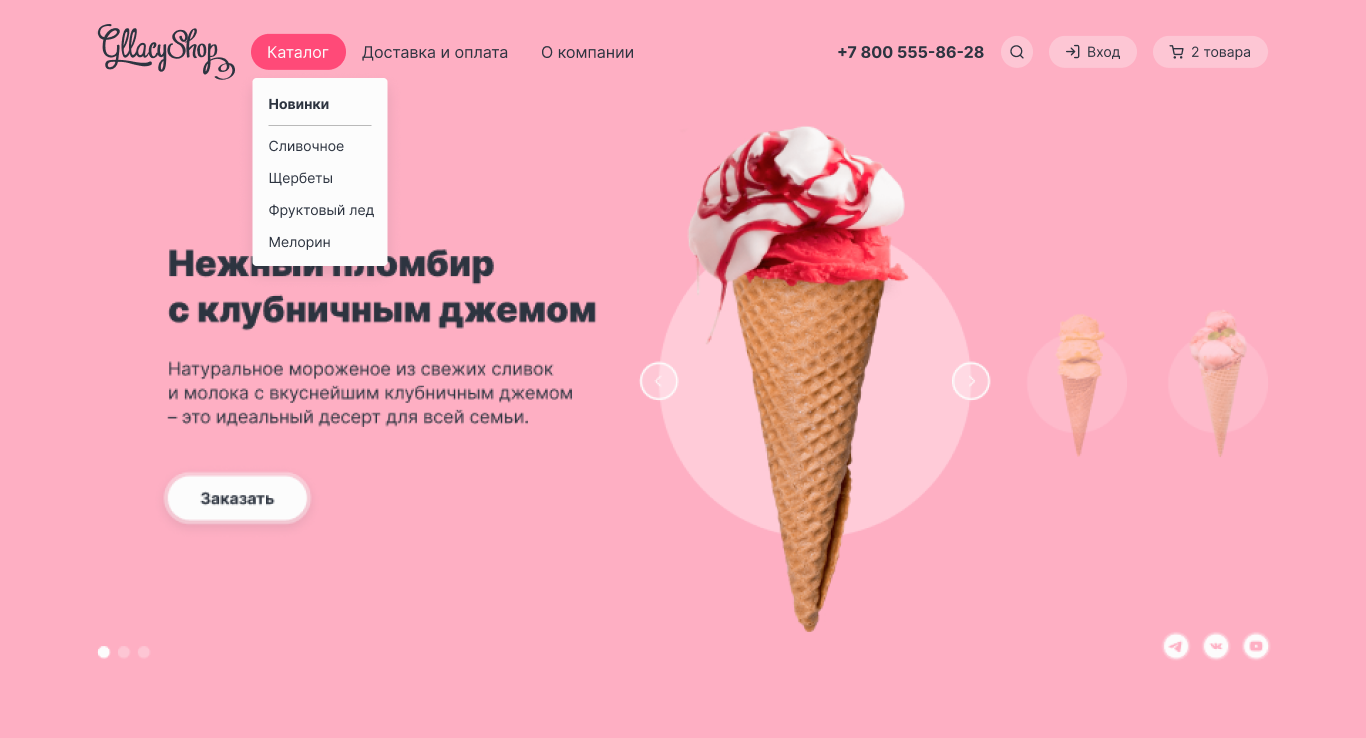 GllacyShop
Каталог
Доставка и оплата
О компании
+7 800 555-86-28
Вход
2 товара
Новинки
Сливочное
Щербеты
Фруктовый лед
Мелорин
Нежный пломбир
с клубничным джемом
Натуральное мороженое из свежих сливок
и молока с вкуснейшим клубничным джемом
– это идеальный десерт для всей семьи.
Заказать